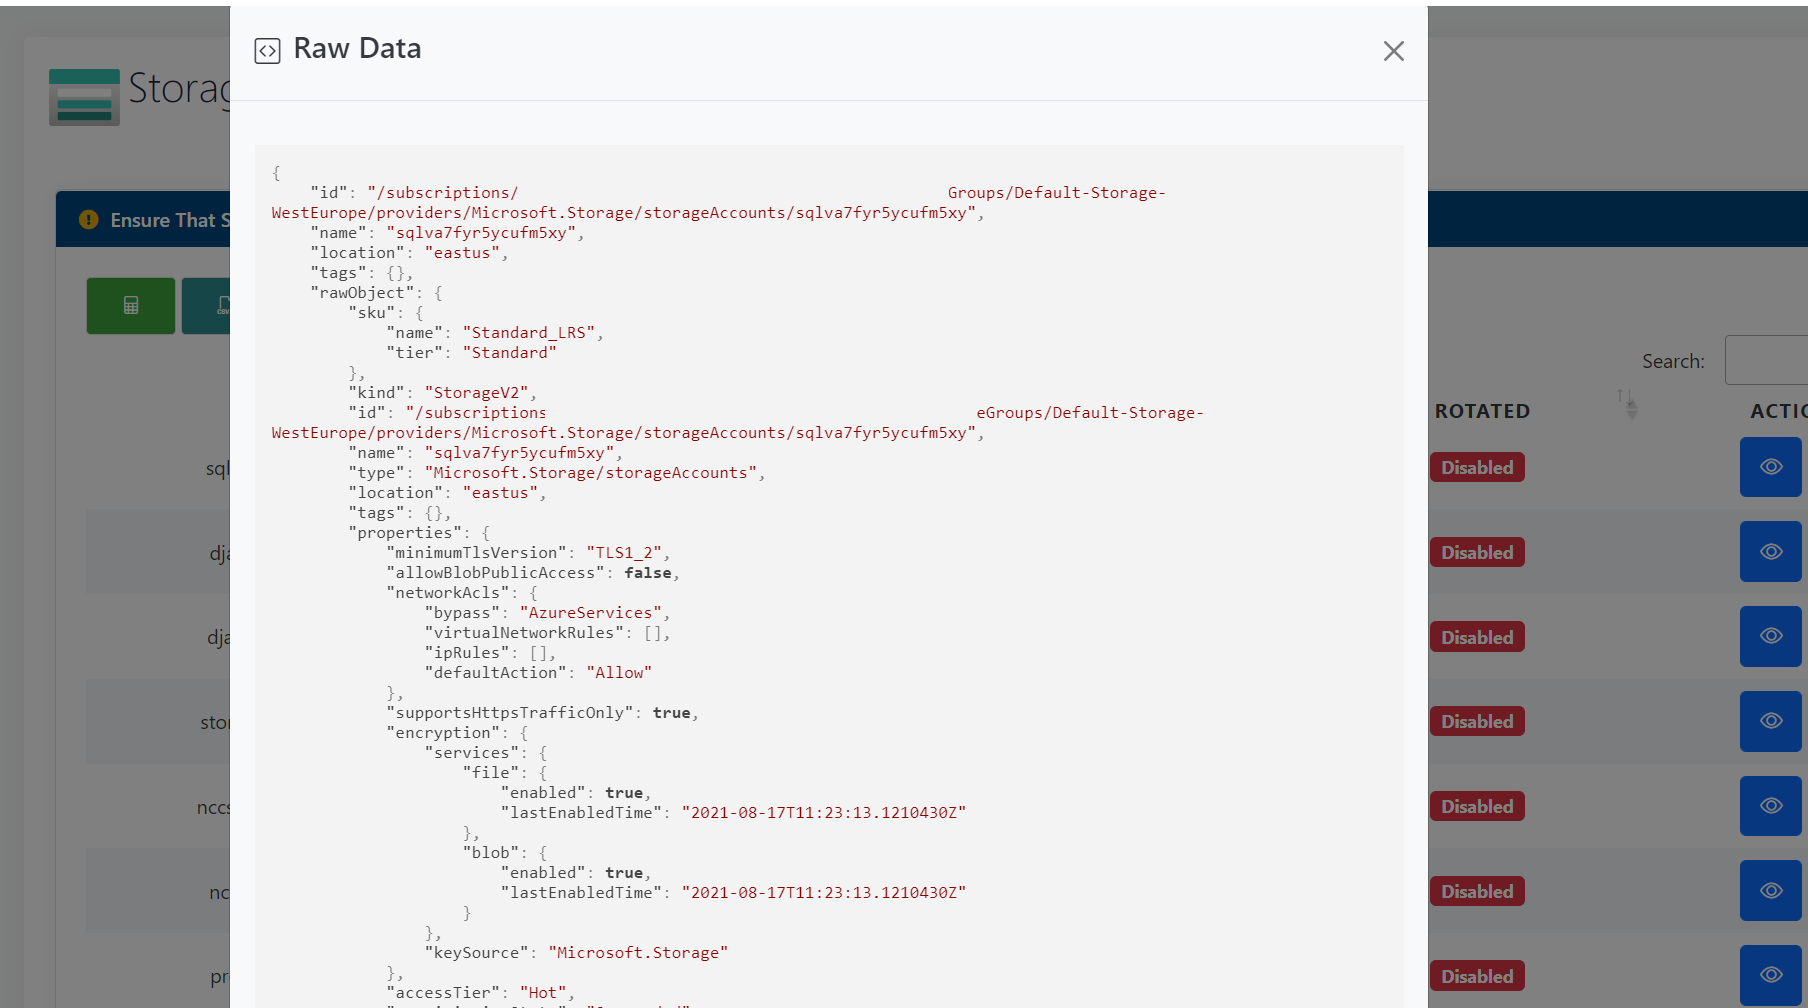 Raw Data
Storag
Ensure That S
CSV
Search:
ROTATED
ACTIO
{
"id": "/subscriptions/ Groups/Default-Storage-
WestEurope/providers/Microsoft.Storage/storageAccounts/sqlva7fyr5ycufm5xy",
"name": "sqlva7fyr5ycufm5xy",
"location": "eastus",
"tags": {},
"rawObject": {
"sku": {
"name": "Standard_LRS",
"tier": "Standard"
},
"kind": "StorageV2",
"id": "/subscriptions eGroups/Default-Storage-
WestEurope/providers/Microsoft.Storage/storageAccounts/sqlva7fyr5ycufm5xy",
"name": "sqlva7fyr5ycufm5xy",
"type": "Microsoft.Storage/storageAccounts",
"location": "eastus",
"tags": {},
"properties": {
"minimumTlsVersion": "TLS1_2",
"allowBlobPublicAccess": false,
"networkAcls": {
"bypass": "AzureServices",
"virtualNetworkRules": [],
"ipRules": [],
"defaultAction": "Allow"
},
"supportsHttpsTrafficOnly": true,
"encryption": {
"services": {
"file": {
"enabled": true,
"lastEnabledTime": "2021-08-17T11:23:13.1210430Z"
},
"blob": {
"enabled": true,
"lastEnabledTime": "2021-08-17T11:23:13.1210430Z"
}
},
"keySource": "Microsoft.Storage"
},
"accessTier": "Hot",
sql
Disabled
dja
Disabled
dja
Disabled
stor
Disabled
nccs
Disabled
nc
Disabled
pr
Disabled